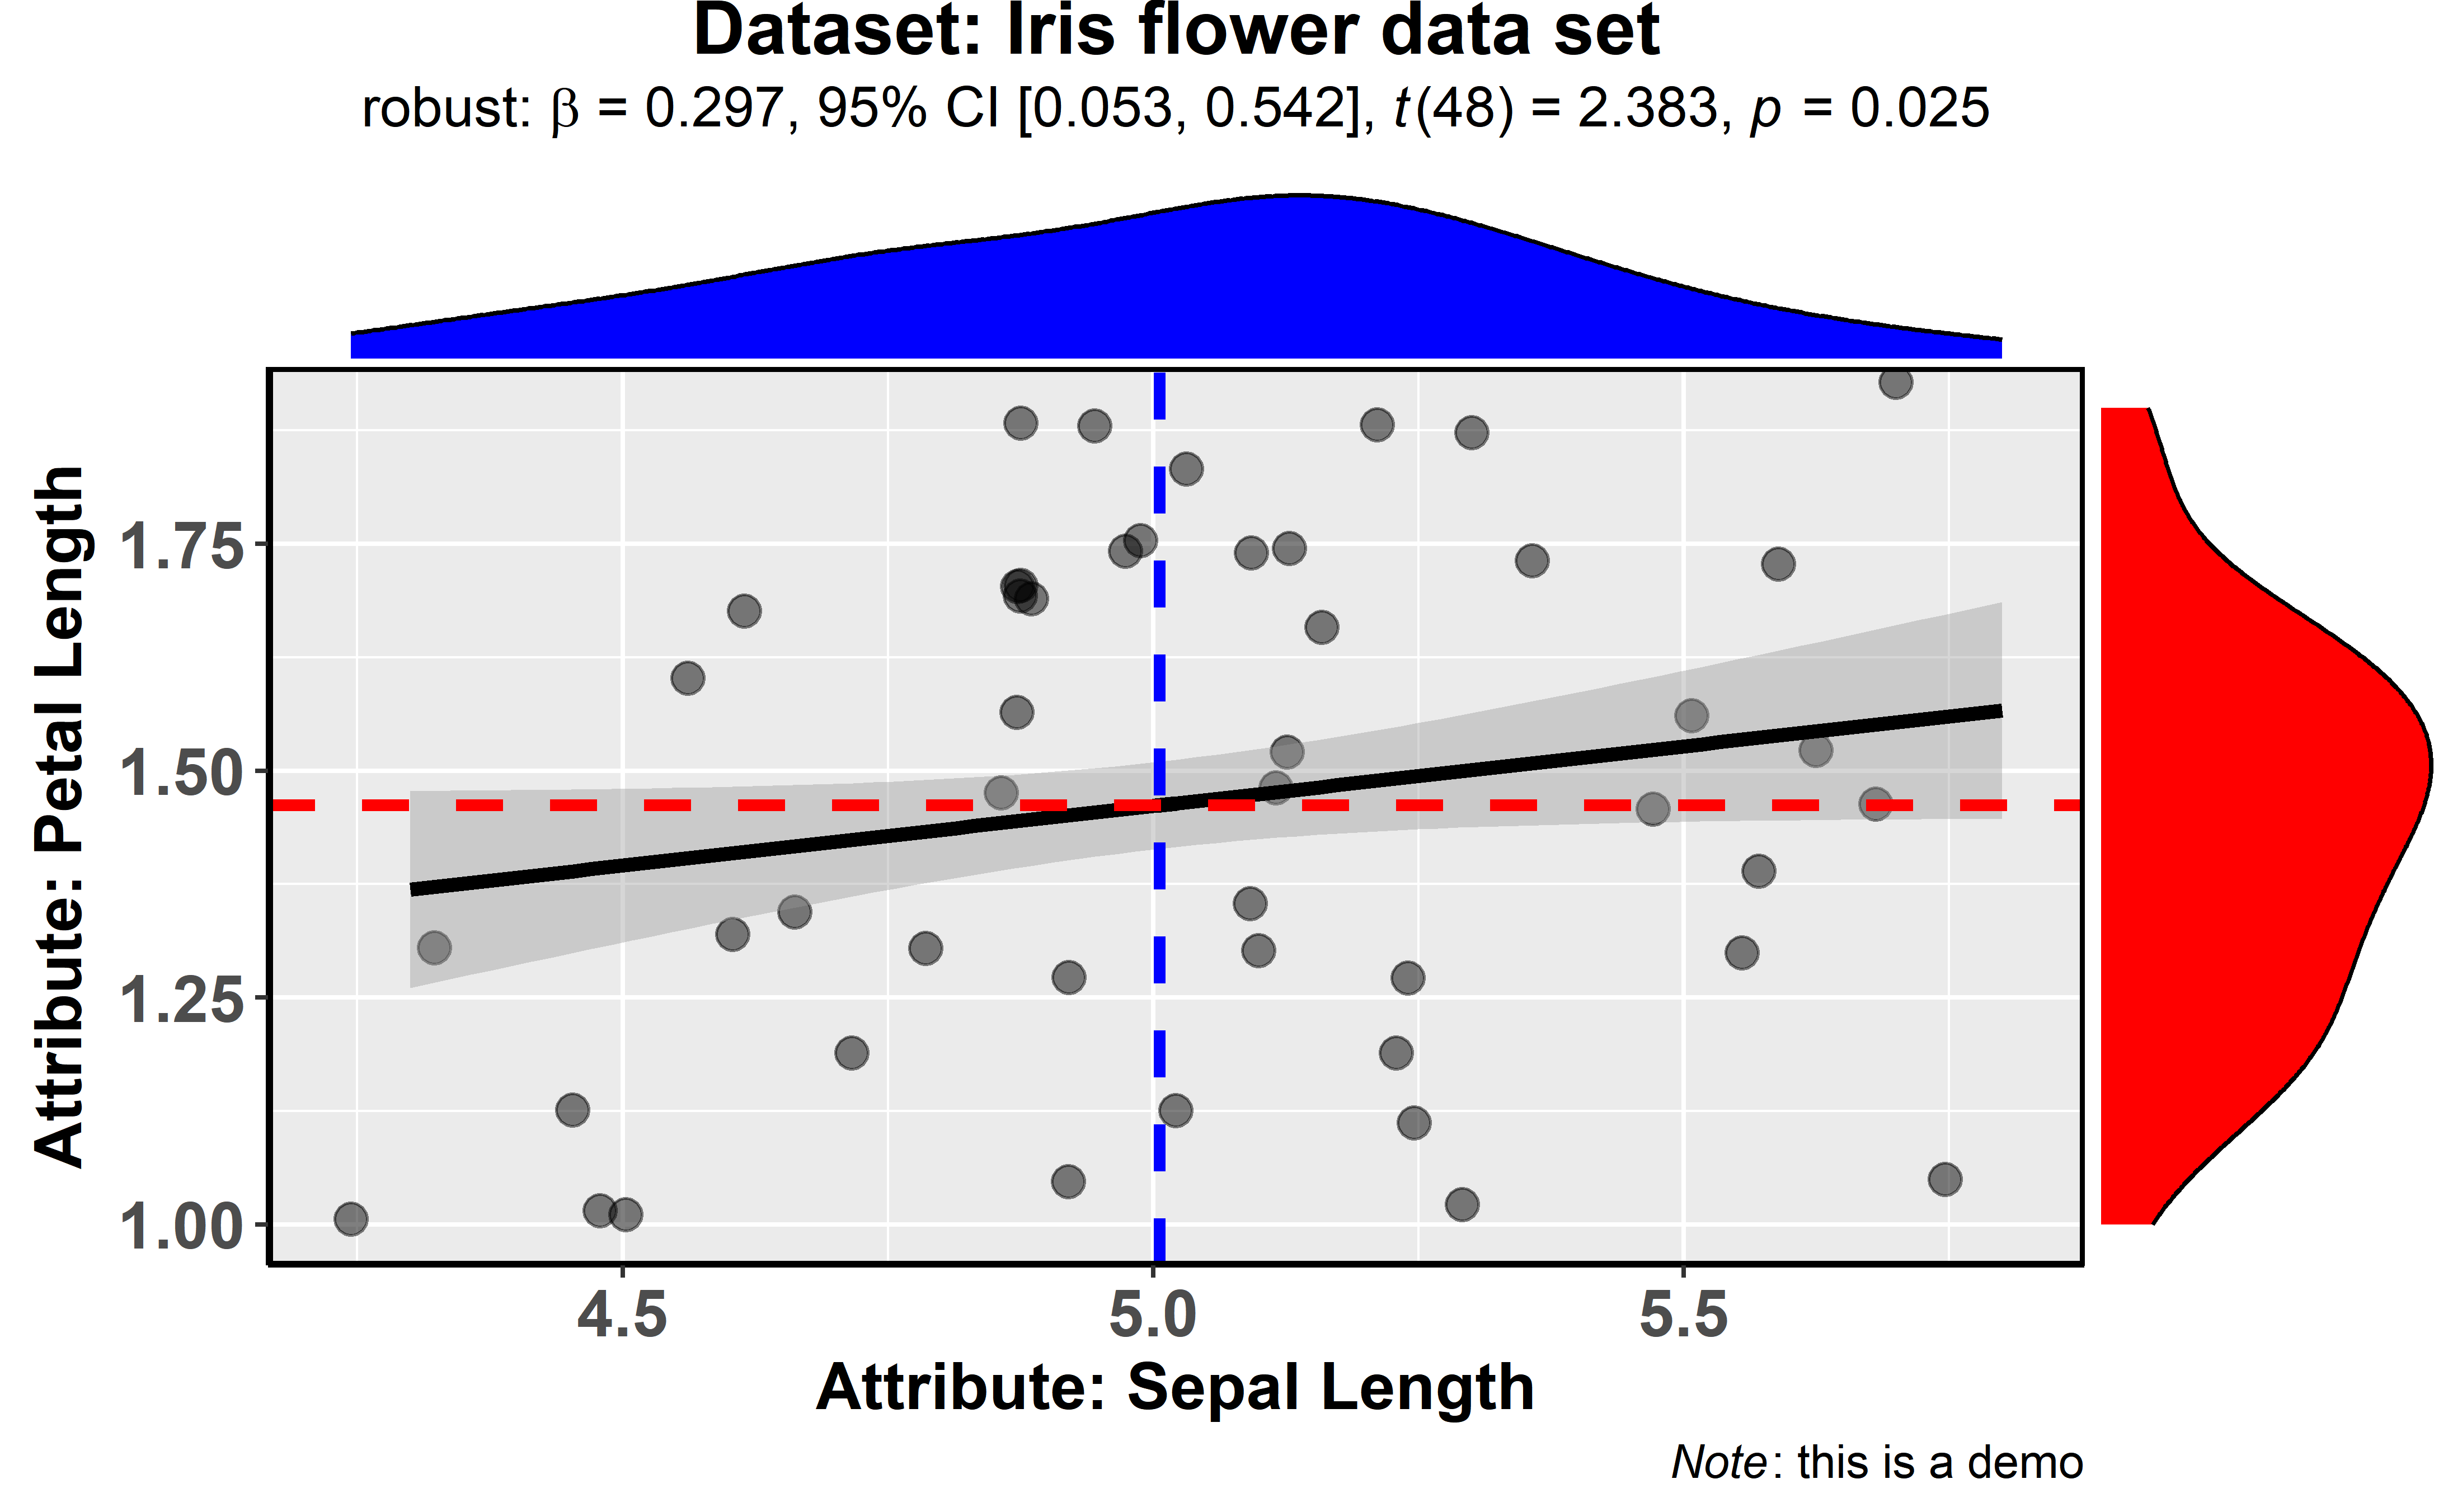 Dataset: Iris flower data set
robust: β = 0.297, 95% CI [0.053, 0.542], t(48) = 2.383, p = 0.025
Attribute: Petal Length
1.75
1.50
1.25
1.00
4.5 5.0 5.5
Attribute: Sepal Length
Note: this is a demo